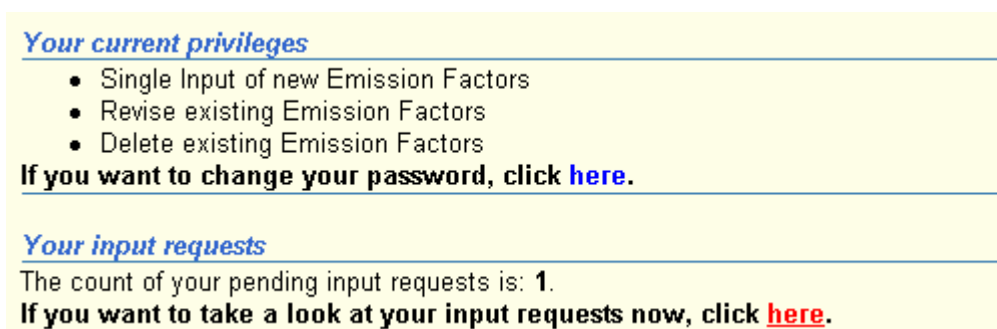 Your current privileges
• Single Input of new Emission Factors
• Revise existing Emission Factors
• Delete existing Emission Factors
If you want to change your password, click here.
Your input requests
The count of your pending input requests is: 1.
If you want to take a look at your input requests now, click here.